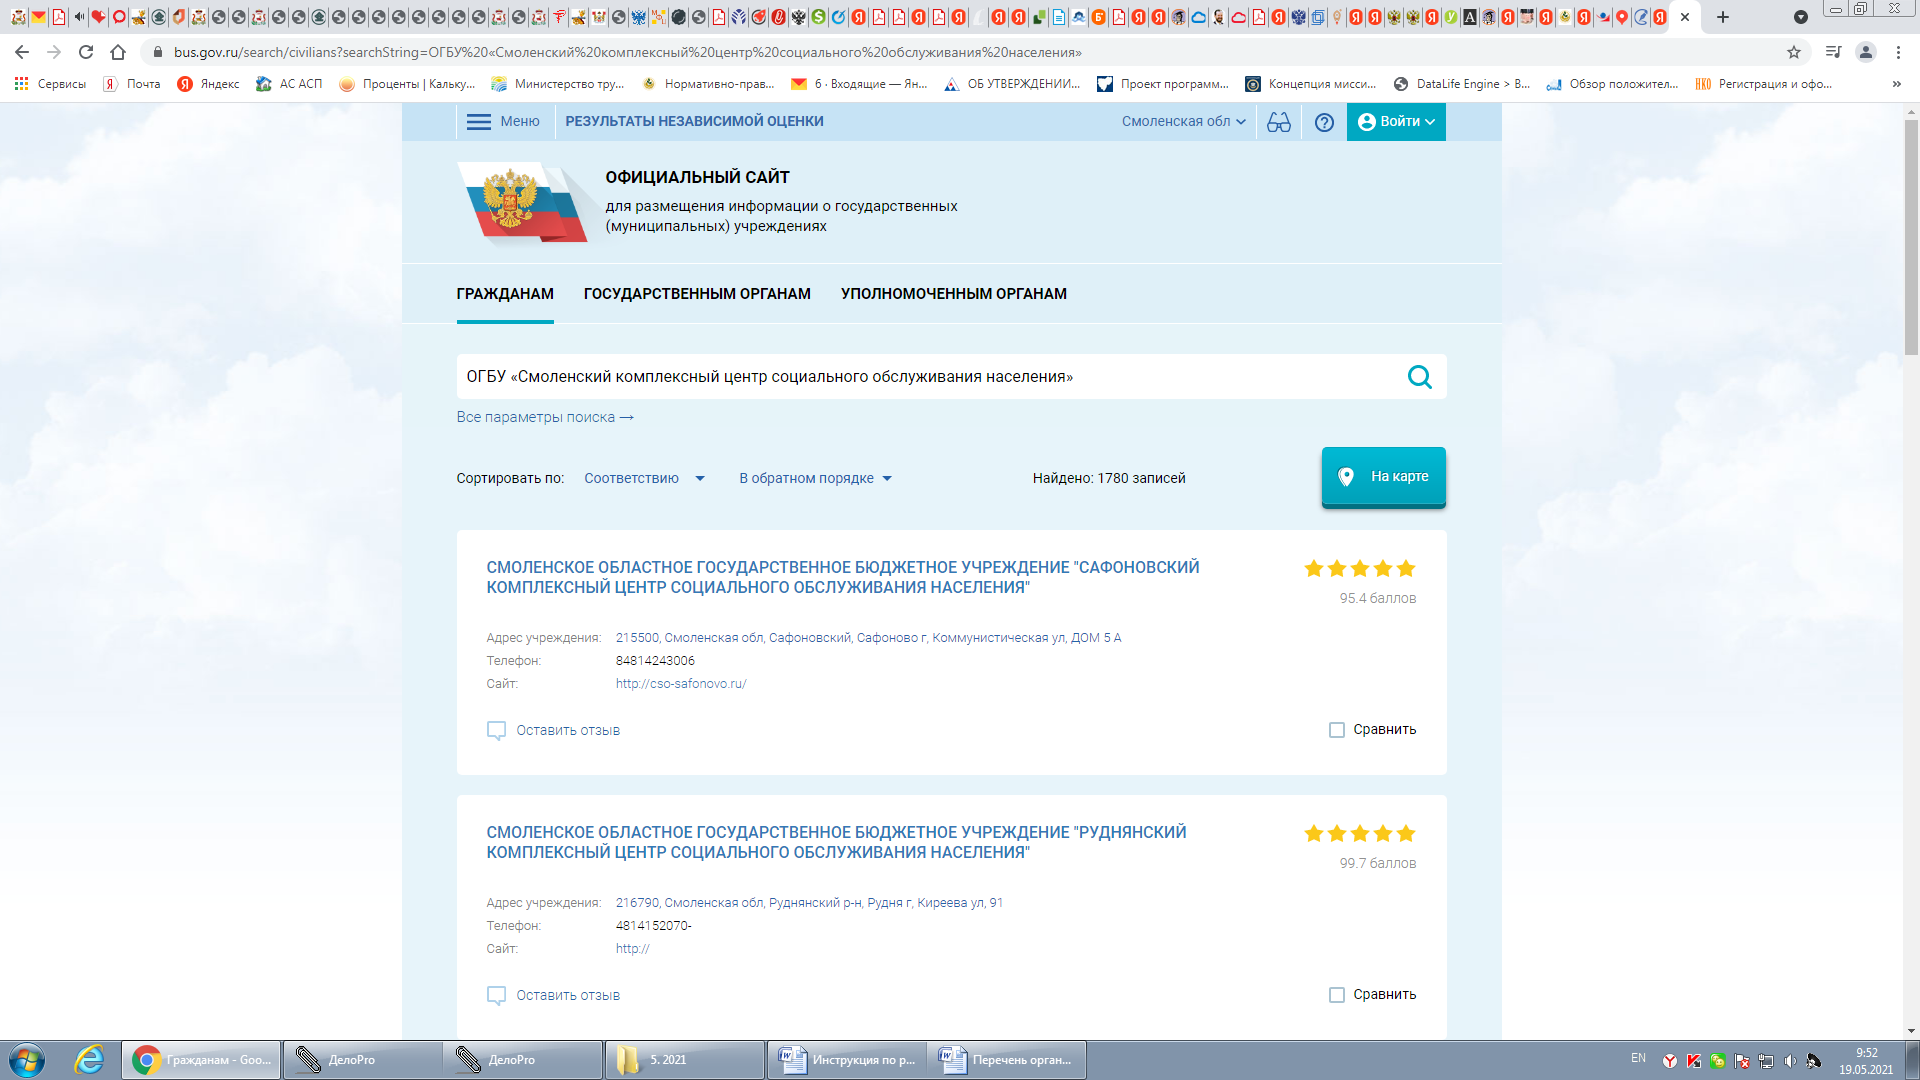 bus.gov.ru/search/civilians?searchString=ОГБУ%20«Смоленский%20комплексный%20центр%20социального%20обслуживания%20населения»
Сервисы
Почта
Яндекс
АС АСП
Проценты | Кальку...
Министерство тру...
Нормативно-прав...
6 · Входящие — Ян...
ОБ УТВЕРЖДЕНИИ...
Проект программ...
Концепция мисси...
DataLife Engine > В...
Обзор положител...
НКО
Регистрация и офо...
»
Меню
РЕЗУЛЬТАТЫ НЕЗАВИСИМОЙ ОЦЕНКИ
Смоленская обл
Войти
ОФИЦИАЛЬНЫЙ САЙТ
для размещения информации о государственных
(муниципальных) учреждениях
ГРАЖДАНАМ
ГОСУДАРСТВЕННЫМ ОРГАНАМ
УПОЛНОМОЧЕННЫМ ОРГАНАМ
ОГБУ «Смоленский комплексный центр социального обслуживания населения»
Все параметры поиска →
Сортировать по:
Соответствию
В обратном порядке
Найдено: 1780 записей
На карте
СМОЛЕНСКОЕ ОБЛАСТНОЕ ГОСУДАРСТВЕННОЕ БЮДЖЕТНОЕ УЧРЕЖДЕНИЕ "САФОНОВСКИЙ
КОМПЛЕКСНЫЙ ЦЕНТР СОЦИАЛЬНОГО ОБСЛУЖИВАНИЯ НАСЕЛЕНИЯ"
95.4 баллов
Адрес учреждения: 215500, Смоленская обл, Сафоновский, Сафоново г, Коммунистическая ул, ДОМ 5 А
Телефон: 84814243006
Сайт: http://cso-safonovo.ru/
Оставить отзыв
Сравнить
СМОЛЕНСКОЕ ОБЛАСТНОЕ ГОСУДАРСТВЕННОЕ БЮДЖЕТНОЕ УЧРЕЖДЕНИЕ "РУДНЯНСКИЙ
КОМПЛЕКСНЫЙ ЦЕНТР СОЦИАЛЬНОГО ОБСЛУЖИВАНИЯ НАСЕЛЕНИЯ"
99.7 баллов
Адрес учреждения: 216790, Смоленская обл, Руднянский р-н, Рудня г, Киреева ул, 91
Телефон: 4814152070-
Сайт: http://
Оставить отзыв
Сравнить
Гражданам - Goo...
ДелоPro
ДелоPro
5. 2021
Инструкция по р...
Перечень орган...
EN
9:52
19.05.2021